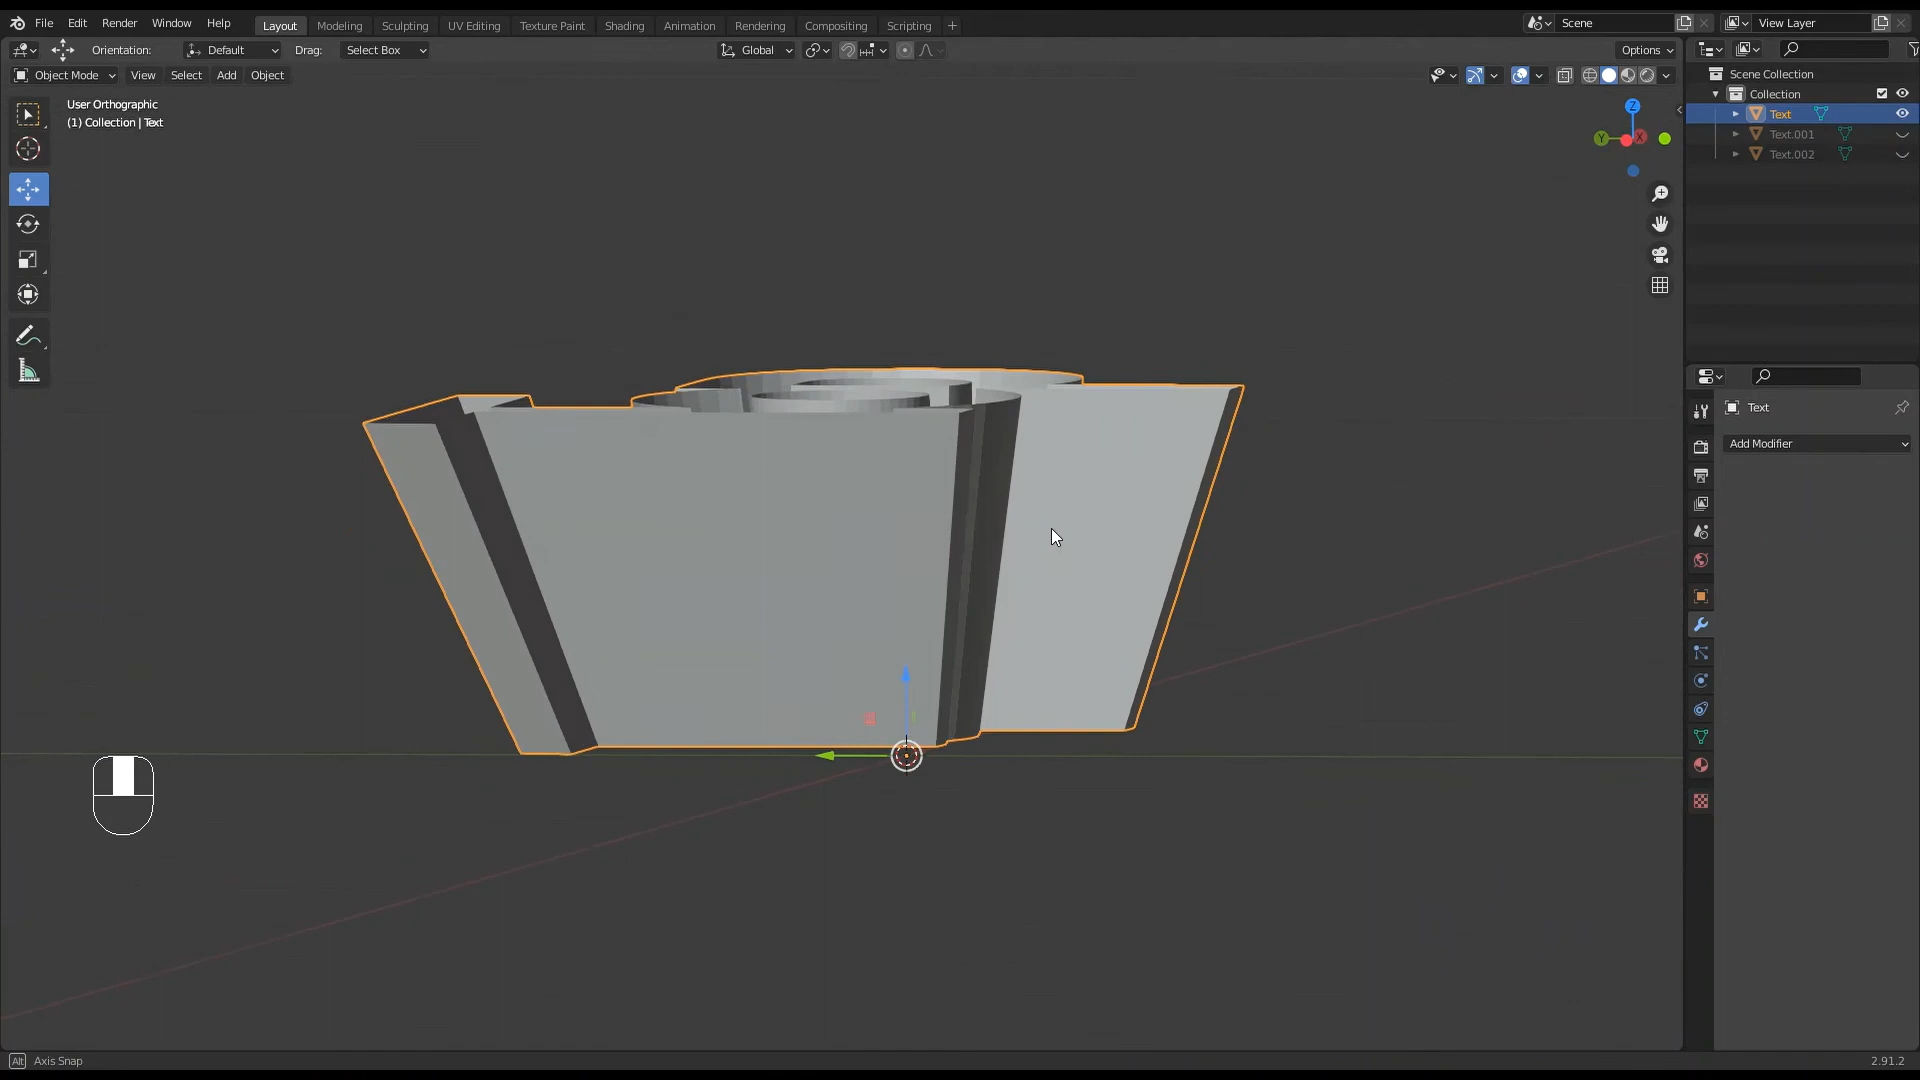 File Edit Render Window Help Layout Modeling Sculpting UV Editing Texture Paint Shading Animation Rendering Compositing Scripting + Scene View Layer
Orientation: Default Drag: Select Box Global Options
Object Mode View Select Add Object
Scene Collection
Collection
Text
Text.001
Text.002
User Orthographic
(1) Collection | Text
Z
Y
X
Text
Add Modifier
Alt Axis Snap
2.91.2